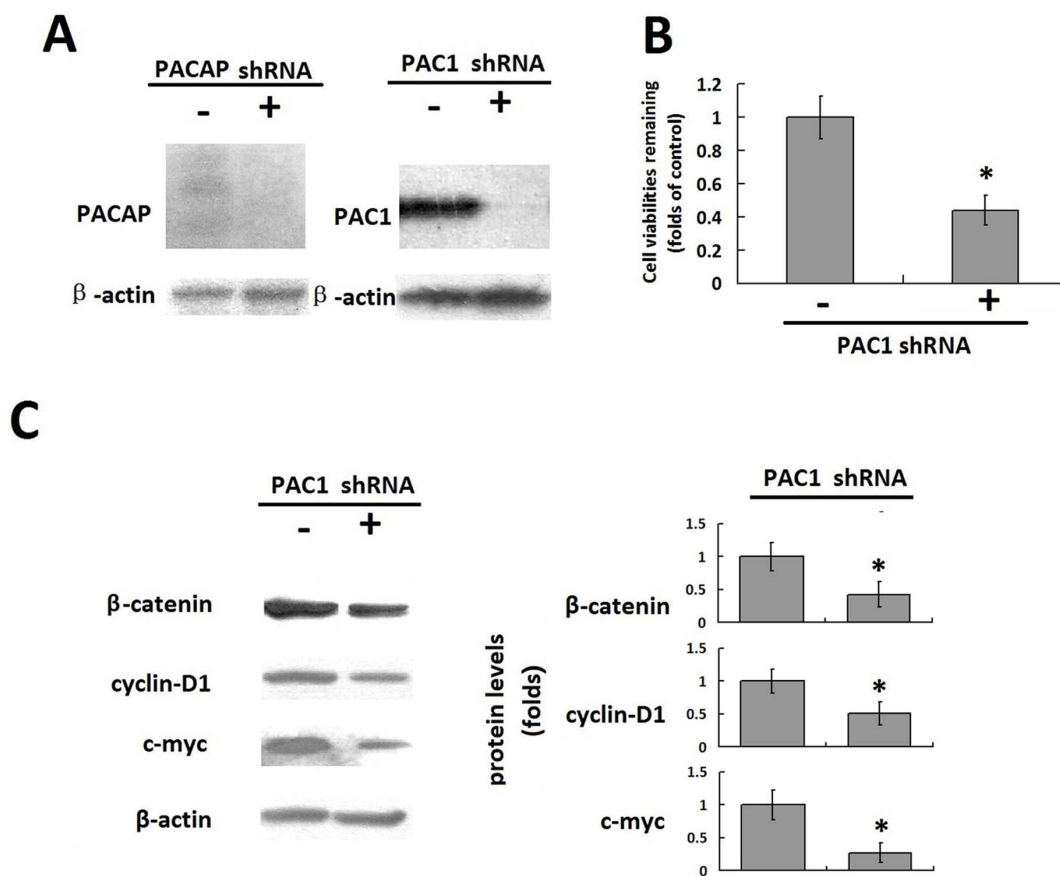 A
PACAP shRNA
- +
PACAP
β-actin
PAC1 shRNA
- +
PAC1
β-actin
B
Cell viabilities remaining
(folds of control)
1.2
1
0.8
0.6
0.4
0.2
0
*
- +
PAC1 shRNA
C
PAC1 shRNA
- +
β-catenin
cyclin-D1
c-myc
β-actin
protein levels
(folds)
PAC1 shRNA
-
β-catenin
1.5
1
0.5
0
*
cyclin-D1
1.5
1
0.5
0
*
c-myc
1.5
1
0.5
0
*